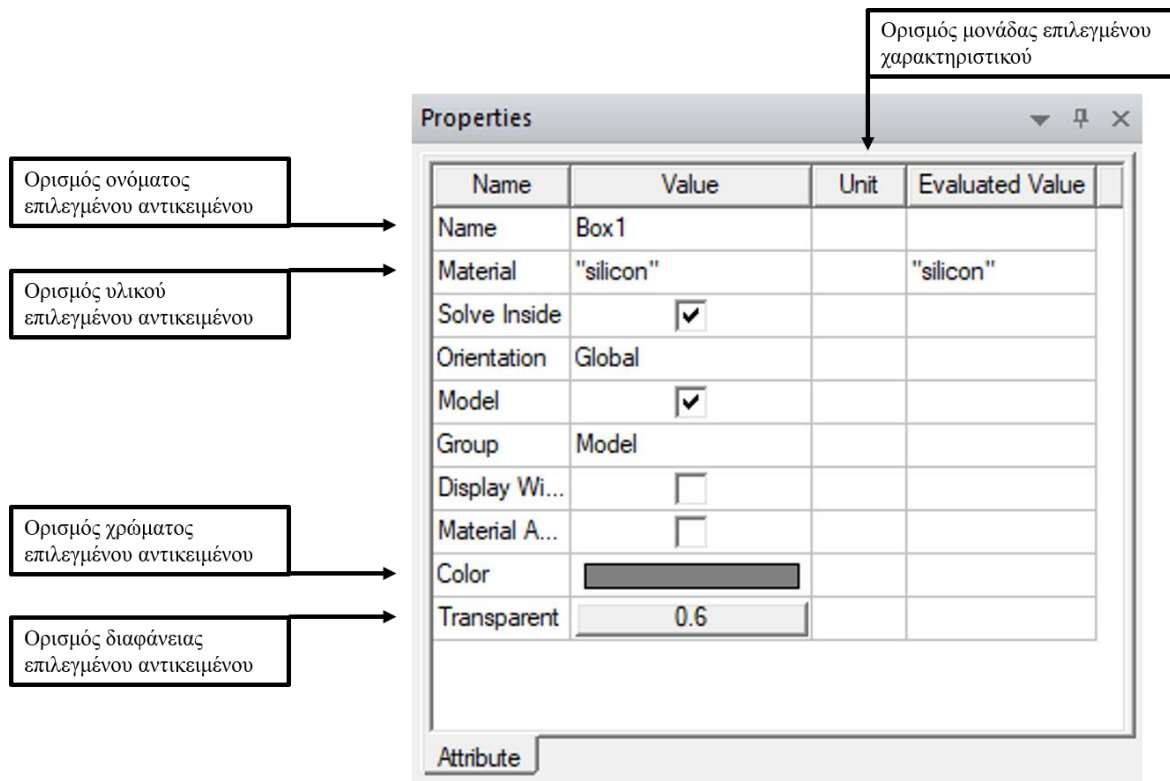 Ορισμός μονάδας επιλεγμένου
χαρακτηριστικού
Properties
Ορισμός ονόματος
επιλεγμένου αντικειμένου
Ορισμός υλικού
επιλεγμένου αντικειμένου
Ορισμός χρώματος
επιλεγμένου αντικειμένου
Ορισμός διαφάνειας
επιλεγμένου αντικειμένου
Name Value Unit Evaluated Value
Name Box1
Material "silicon" "silicon"
Solve Inside
Orientation Global
Model
Group Model
Display Wi...
Material A...
Color
Transparent 0.6
Attribute